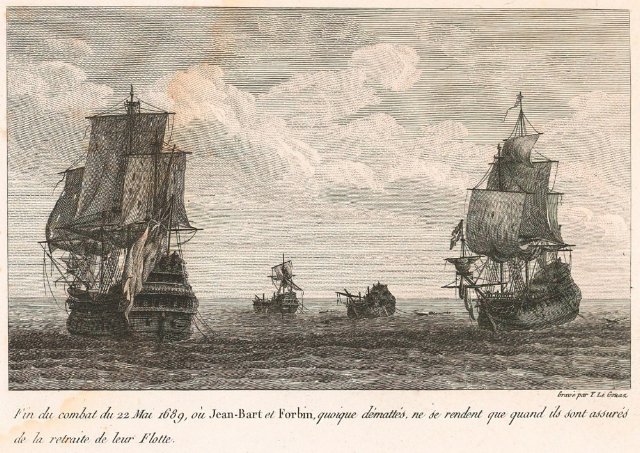 Gravé par Y. Le Gouaz
Fin du combat du 22 Mai 1689, où Jean-Bart et Forbin, quoique démattés, ne se rendent que quand ils sont assurés
de la retraite de leur Flotte.